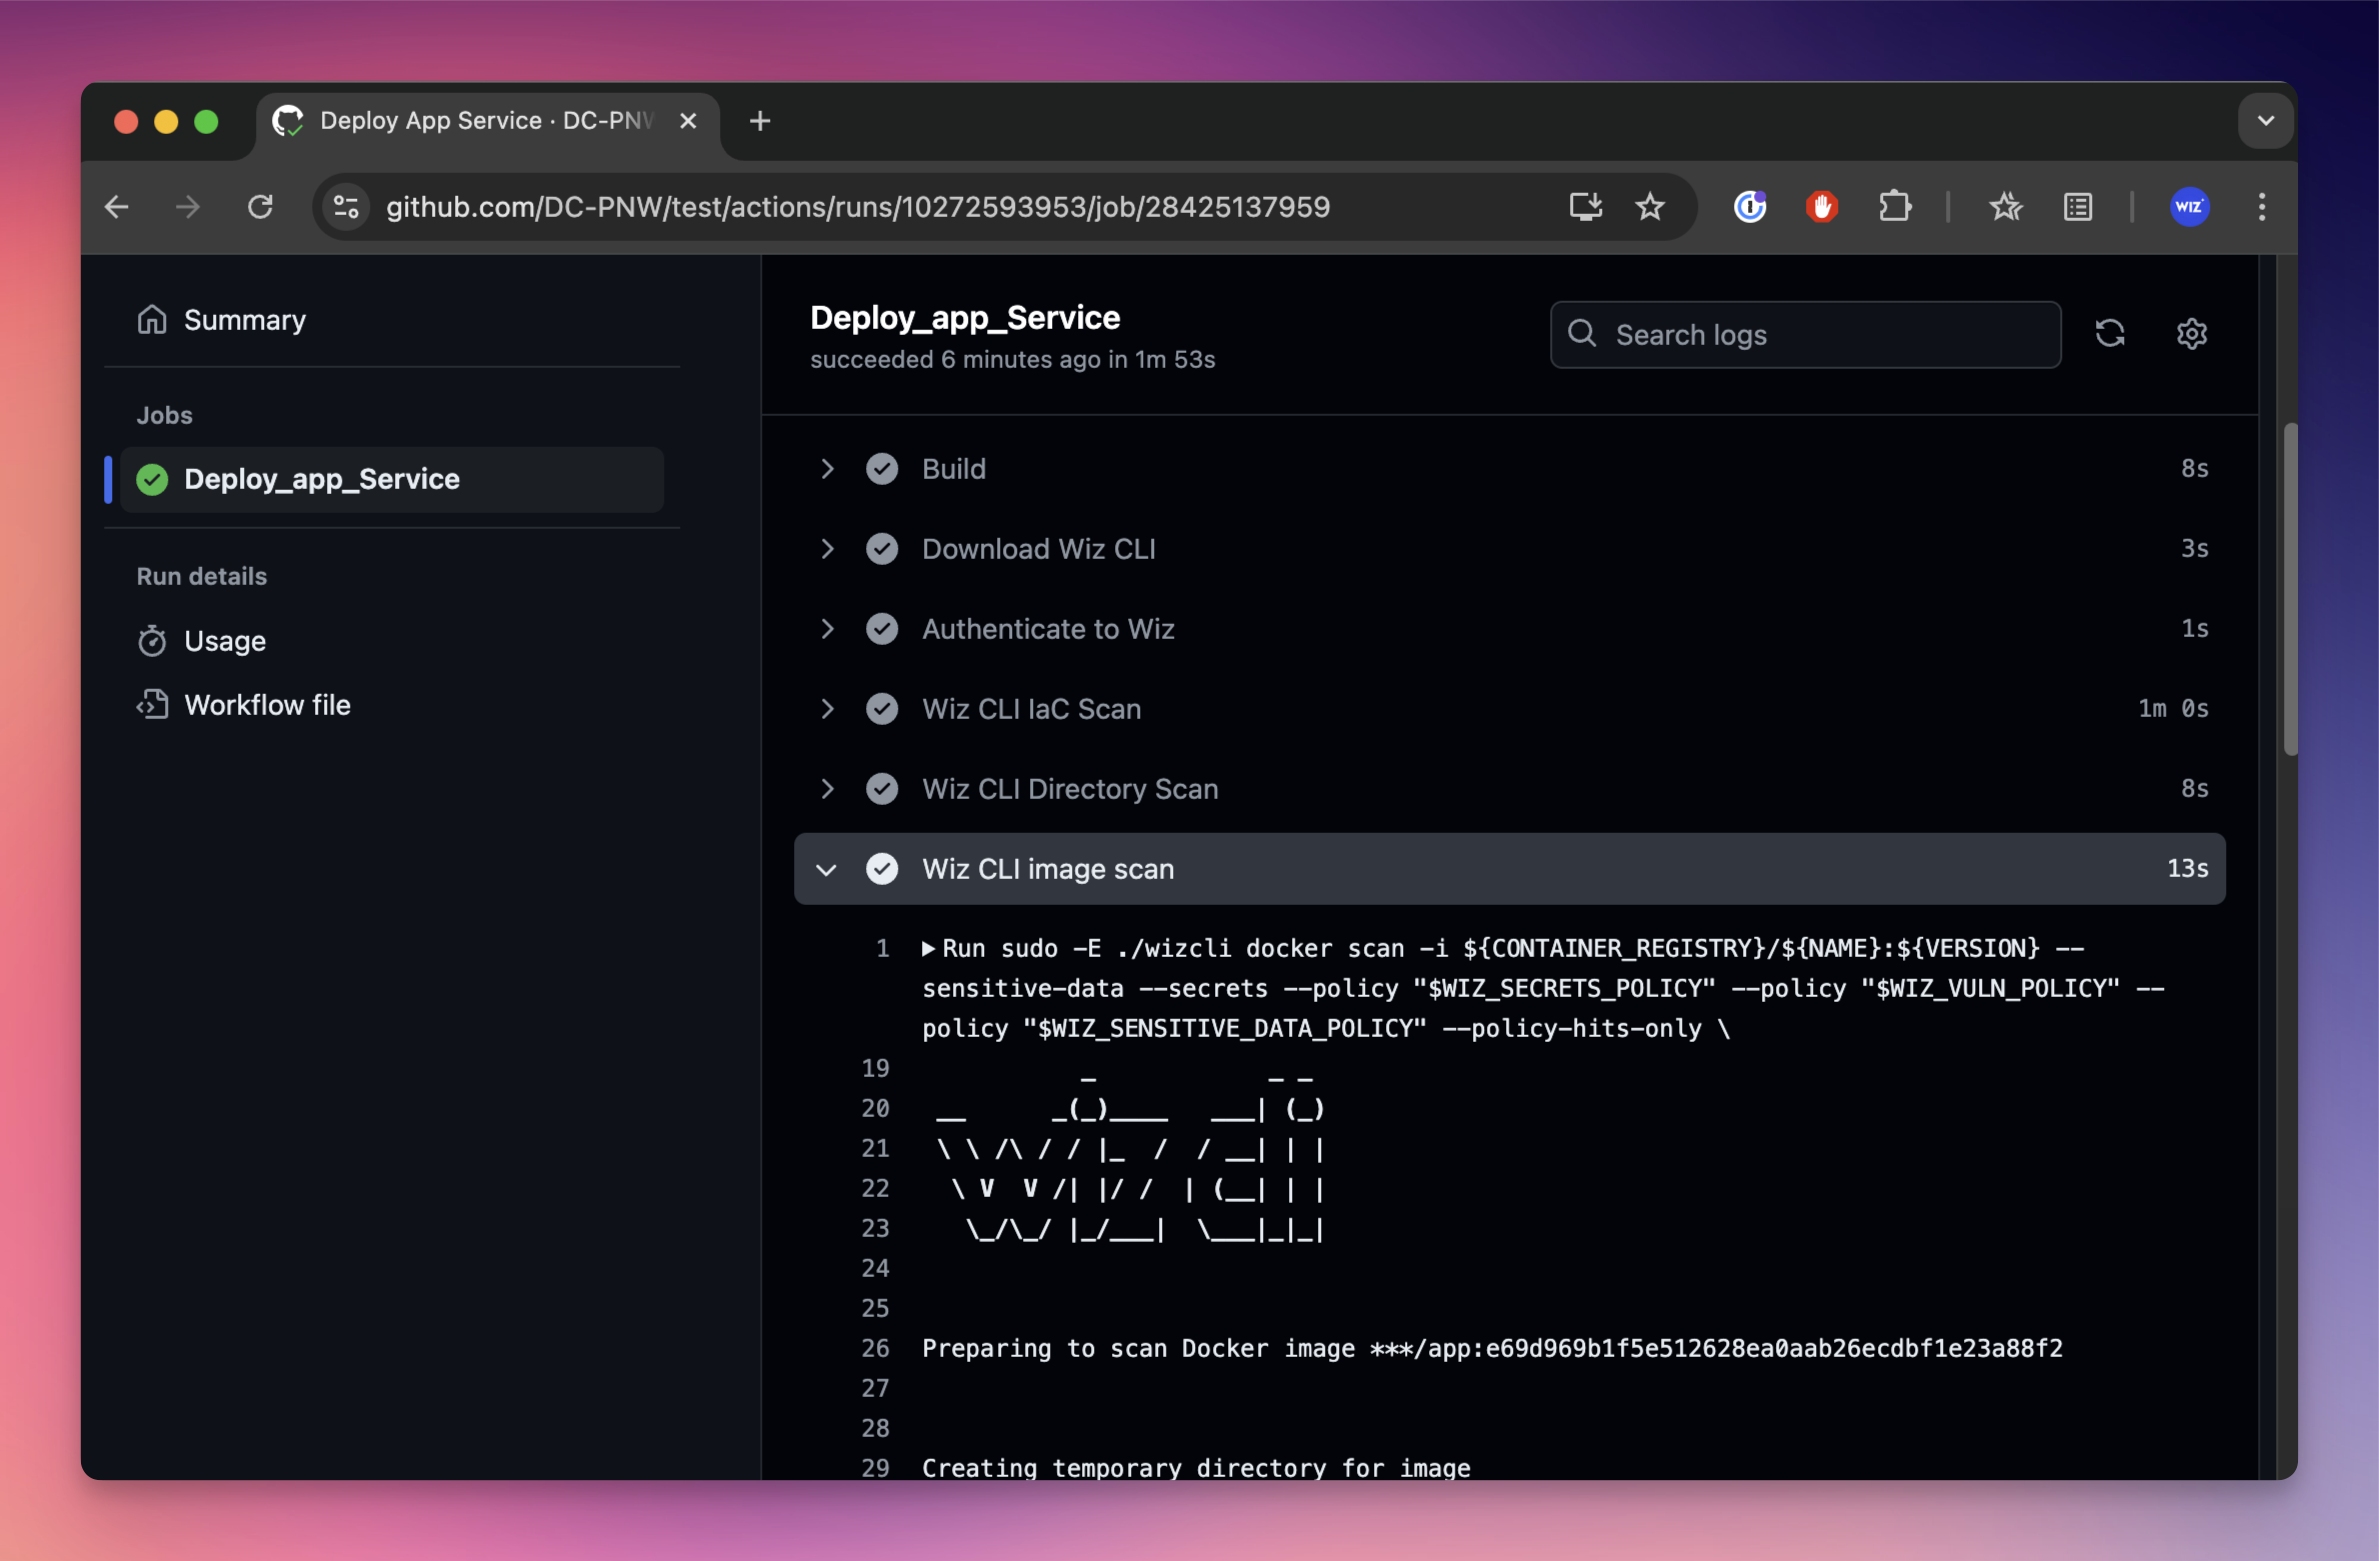 Deploy App Service · DC-PNW
github.com/DC-PNW/test/actions/runs/10272593953/job/28425137959
WIZ
Summary
Jobs
Deploy_app_Service
Run details
Usage
Workflow file
Deploy_app_Service
succeeded 6 minutes ago in 1m 53s
Search logs
Build 8s
Download Wiz CLI 3s
Authenticate to Wiz 1s
Wiz CLI IaC Scan 1m 0s
Wiz CLI Directory Scan 8s
Wiz CLI image scan 13s
1 Run sudo -E ./wizcli docker scan -i ${CONTAINER_REGISTRY}/${NAME}:${VERSION} --
sensitive-data --secrets --policy "$WIZ_SECRETS_POLICY" --policy "$WIZ_VULN_POLICY" --
policy "$WIZ_SENSITIVE_DATA_POLICY" --policy-hits-only \
19            _            _ _
20  __      _(_)____   ___| (_)
21  \ \ /\ / / |_  /  / __| | |
22   \ V  V /| |/ /  | (__| | |
23    \_/\_/ |_/___|  \___|_|_|
24
25
26 Preparing to scan Docker image ***/app:e69d969b1f5e512628ea0aab26ecdbf1e23a88f2
27
28
29 Creating temporary directory for image